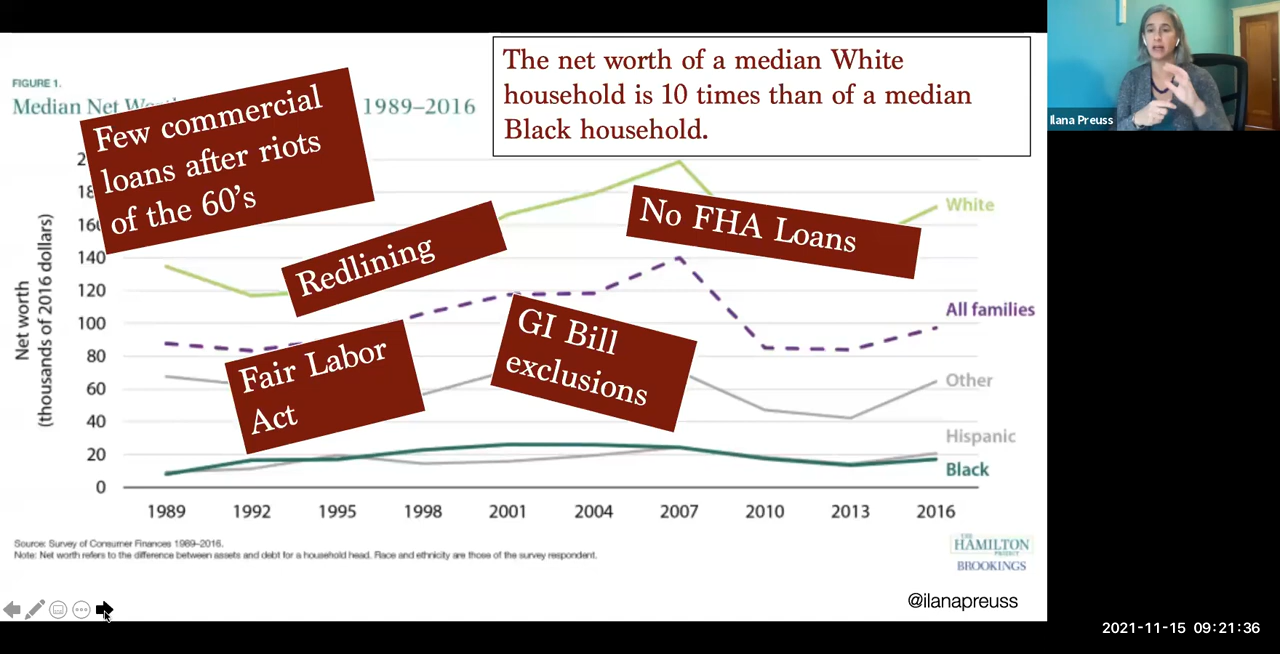 FIGURE 1.
Median Net Wor
1989–2016
The net worth of a median White
household is 10 times than of a median
Black household.
Few commercial
loans after riots
of the 60's
Redlining
No FHA Loans
Fair Labor
Act
GI Bill
exclusions
Net worth
(thousands of 2016 dollars)
140
120
100
80
60
40
20
0
White
All families
Other
Hispanic
Black
1989 1992 1995 1998 2001 2004 2007 2010 2013 2016
Source: Survey of Consumer Finances 1989–2016.
Note: Net worth refers to the difference between assets and debt for a household head. Race and ethnicity are those of the survey respondent.
THE
HAMILTON
PROJECT
BROOKINGS
@ilanapreuss
Ilana Preuss
2021-11-15 09:21:36